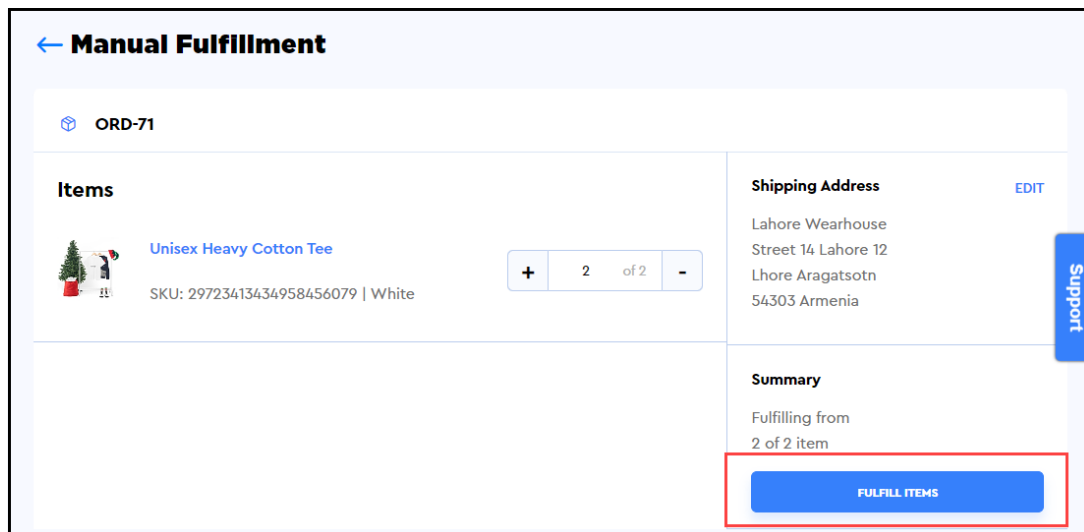 Manual Fulfillment
ORD-71
Items
Unisex Heavy Cotton Tee
SKU: 29723413434958456079 | White
+ 2 of 2 -
Shipping Address EDIT
Lahore Wearhouse
Street 14 Lahore 12
Lhore Aragatsotn
54303 Armenia
Summary
Fulfilling from
2 of 2 item
FULFILL ITEMS
Support